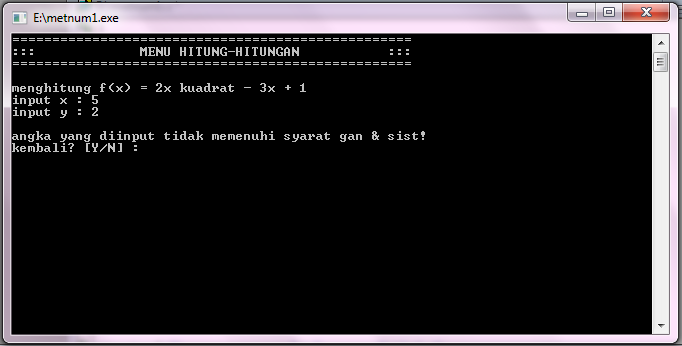 E:\metnum1.exe
==================================================
::: MENU HITUNG-HITUNGAN :::
==================================================
menghitung f(x) = 2x kuadrat - 3x + 1
input x : 5
input y : 2
angka yang diinput tidak memenuhi syarat gan & sist!
kembali? [Y/N] :